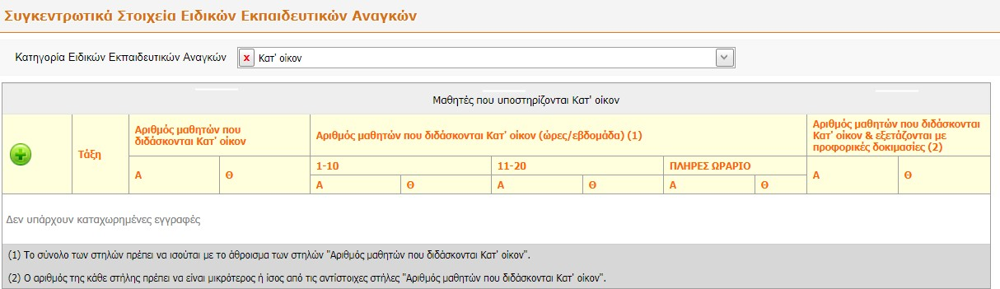 Συγκεντρωτικά Στοιχεία Ειδικών Εκπαιδευτικών Αναγκών
Κατηγορία Ειδικών Εκπαιδευτικών Αναγκών x Κατ' οίκον
Μαθητές που υποστηρίζονται Κατ' οίκον
Τάξη
Αριθμός μαθητών που
διδάσκονται Κατ' οίκον
Αριθμός μαθητών που διδάσκονται Κατ' οίκον (ώρες/εβδομάδα) (1)
Αριθμός μαθητών που διδάσκονται
Κατ' οίκον & εξετάζονται με
προφορικές δοκιμασίες (2)
Α Θ
1-10 11-20 ΠΛΗΡΕΣ ΩΡΑΡΙΟ
Α Θ
Α Θ Α Θ Α Θ
Δεν υπάρχουν καταχωρημένες εγγραφές
(1) Το σύνολο των στηλών πρέπει να ισούται με το άθροισμα των στηλών "Αριθμός μαθητών που διδάσκονται Κατ' οίκον".
(2) Ο αριθμός της κάθε στήλης πρέπει να είναι μικρότερος ή ίσος από τις αντίστοιχες στήλες "Αριθμός μαθητών που διδάσκονται Κατ' οίκον".